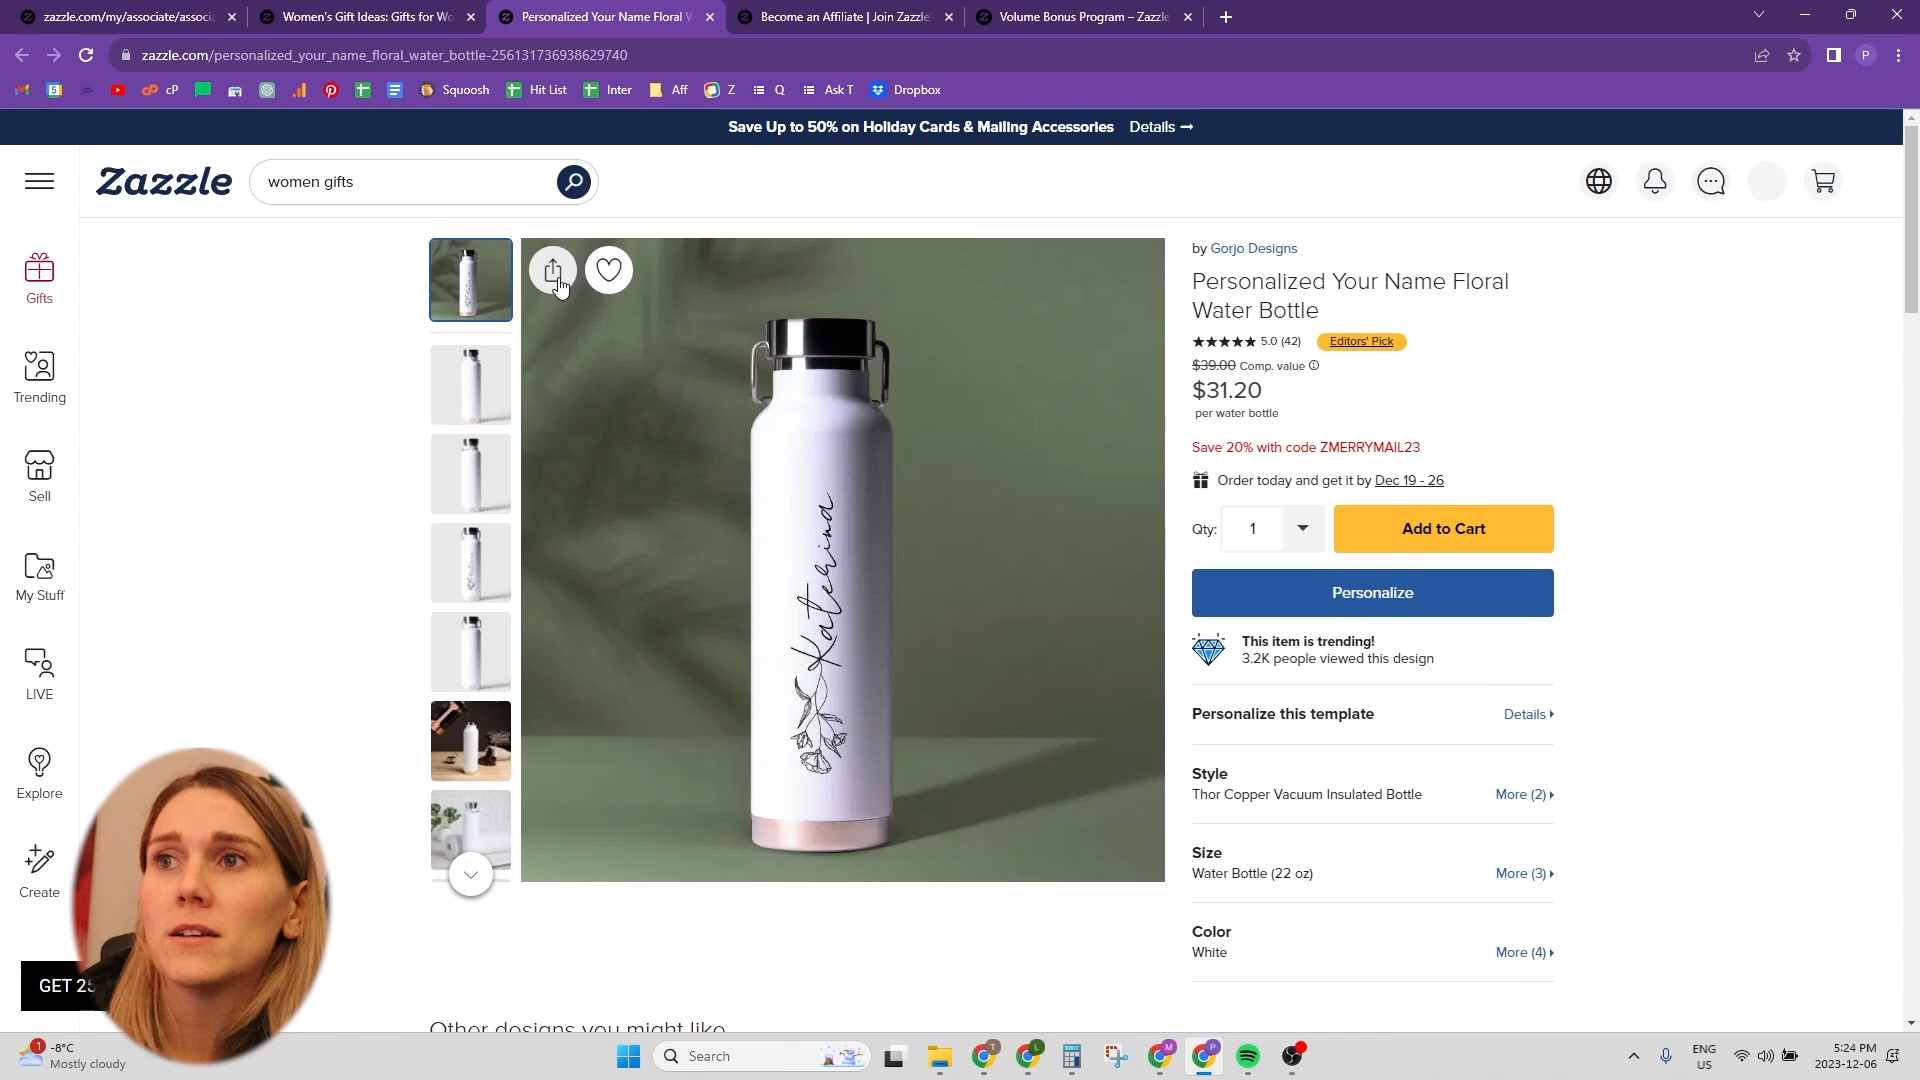 zazzle.com/my/associate/associa
Women's Gift Ideas: Gifts for Wo
Personalized Your Name Floral W
Become an Affiliate | Join Zazzle'
Volume Bonus Program – Zazzle
zazzle.com/personalized_your_name_floral_water_bottle-256131736938629740
P
5
cP
Squoosh
Hit List
Inter
Aff
Z
Q
Ask T
Dropbox
Save Up to 50% on Holiday Cards & Mailing Accessories Details →
Zazzle
women gifts
Gifts
Trending
Sell
My Stuff
LIVE
Explore
Create
GET 25
Katerina
by Gorjo Designs
Personalized Your Name Floral
Water Bottle
★★★★★ 5.0 (42) Editors' Pick
$39.00 Comp. value
$31.20
per water bottle
Save 20% with code ZMERRYMAIL23
Order today and get it by Dec 19 - 26
Qty: 1
Add to Cart
Personalize
This item is trending!
3.2K people viewed this design
Personalize this template
Details
Style
Thor Copper Vacuum Insulated Bottle
More (2)
Size
Water Bottle (22 oz)
More (3)
Color
White
More (4)
Other designs you might like
1
-8°C
Mostly cloudy
Search
T
L
M
P
ENG
US
5:24 PM
2023-12-06